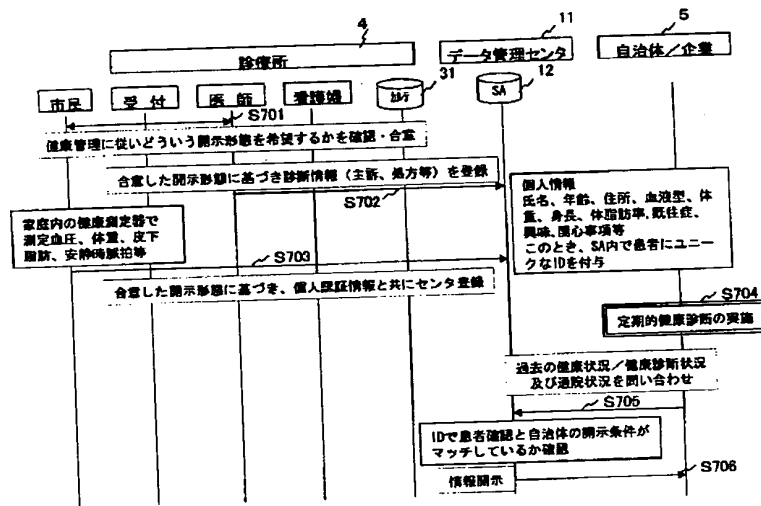 4
診療所
11
データ管理センタ
5
自治体／企業
市民
受付
医師
看護婦
カルテ
31
SA
12
S701
健康管理に従いどういう開示形態を希望するかを確認・合意
合意した開示形態に基づき診断情報（主訴、処方等）を登録
S702
個人情報
氏名、年齢、住所、血液型、体
重、身長、体脂肪率、既往症、
興味、関心事項等
このとき、SA内で患者にユニー
クなIDを付与
家庭内の健康測定器で
測定血圧、体重、皮下
脂肪、安静時脈拍等
S703
合意した開示形態に基づき、個人認証情報と共にセンタ登録
S704
定期的健康診断の実施
過去の健康状況／健康診断状況
及び通院状況を問い合わせ
S705
IDで患者確認と自治体の開示条件が
マッチしているか確認
S706
情報開示